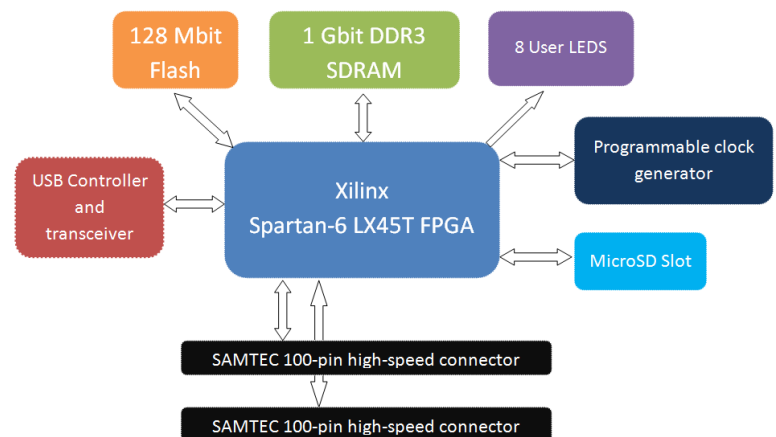 128 Mbit
Flash
1 Gbit DDR3
SDRAM
8 User LEDS
USB Controller
and
transceiver
Xilinx
Spartan-6 LX45T FPGA
Programmable clock
generator
MicroSD Slot
SAMTEC 100-pin high-speed connector
SAMTEC 100-pin high-speed connector